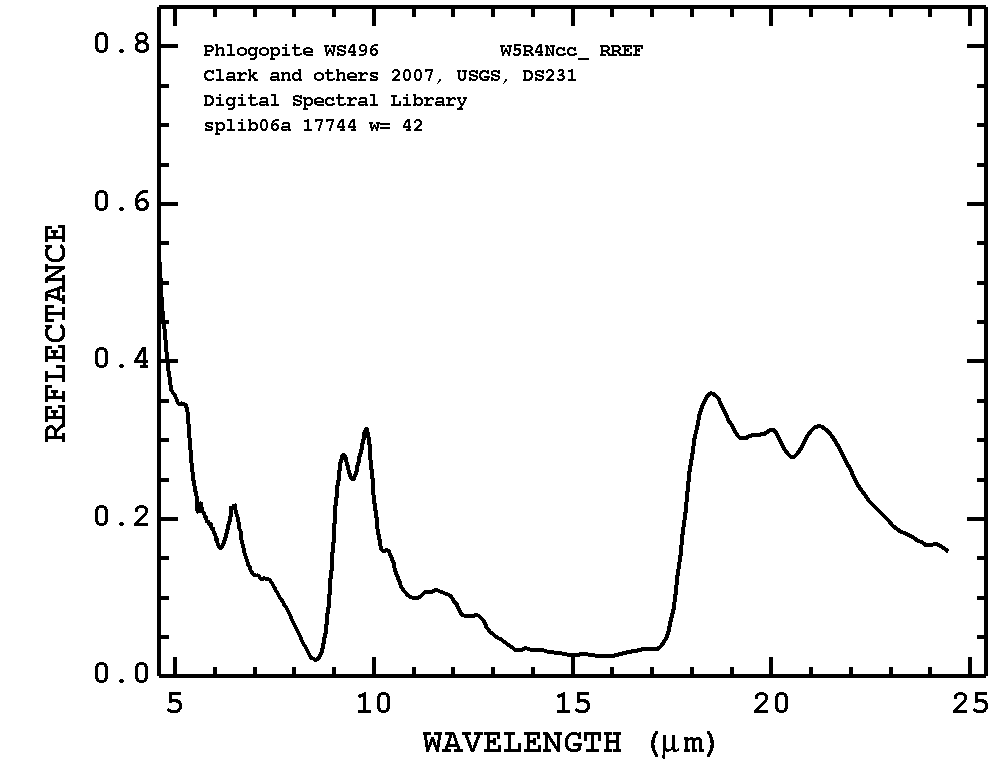 Phlogopite WS496 W5R4Ncc_ RREF
Clark and others 2007, USGS, DS231
Digital Spectral Library
splib06a 17744 w= 42
REFLECTANCE
0.8
0.6
0.4
0.2
0.0
5 10 15 20 25
WAVELENGTH (μm)